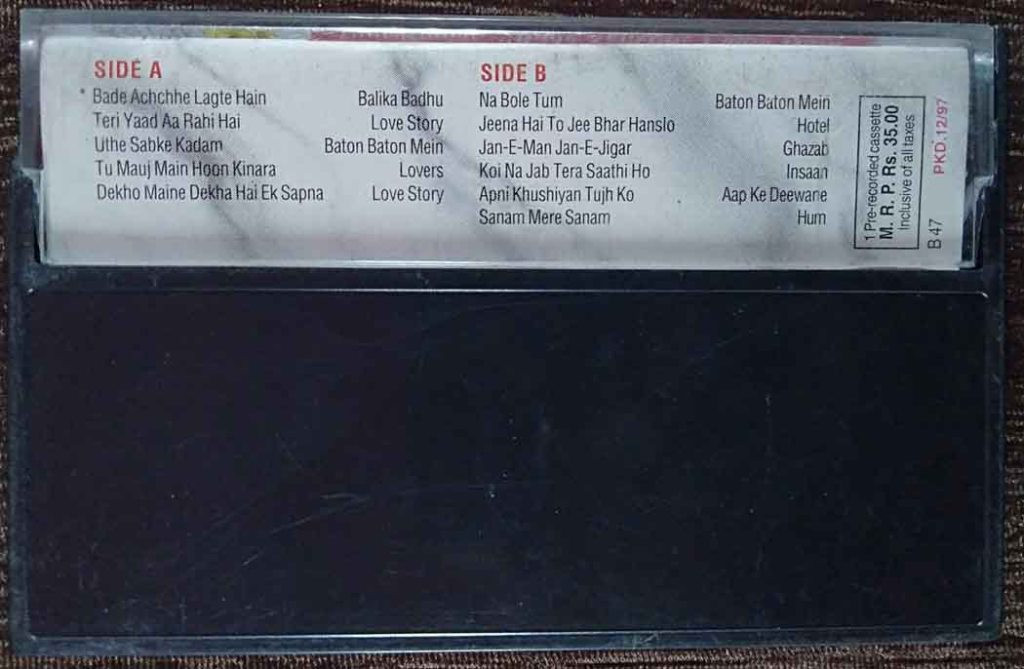 SIDE A
* Bade Achchhe Lagte Hain Balika Badhu
Teri Yaad Aa Rahi Hai Love Story
Uthe Sabke Kadam Baton Baton Mein
Tu Mauj Main Hoon Kinara Lovers
Dekho Maine Dekha Hai Ek Sapna Love Story
SIDE B
Na Bole Tum Baton Baton Mein
Jeena Hai To Jee Bhar Hanslo Hotel
Jan-E-Man Jan-E-Jigar Ghazab
Koi Na Jab Tera Saathi Ho Insaan
Apni Khushiyan Tujh Ko Aap Ke Deewane
Sanam Mere Sanam Hum
1 Pre-recorded cassette
M. R. P. Rs. 35.00
Inclusive of all taxes
B 47 PKD. 12/97